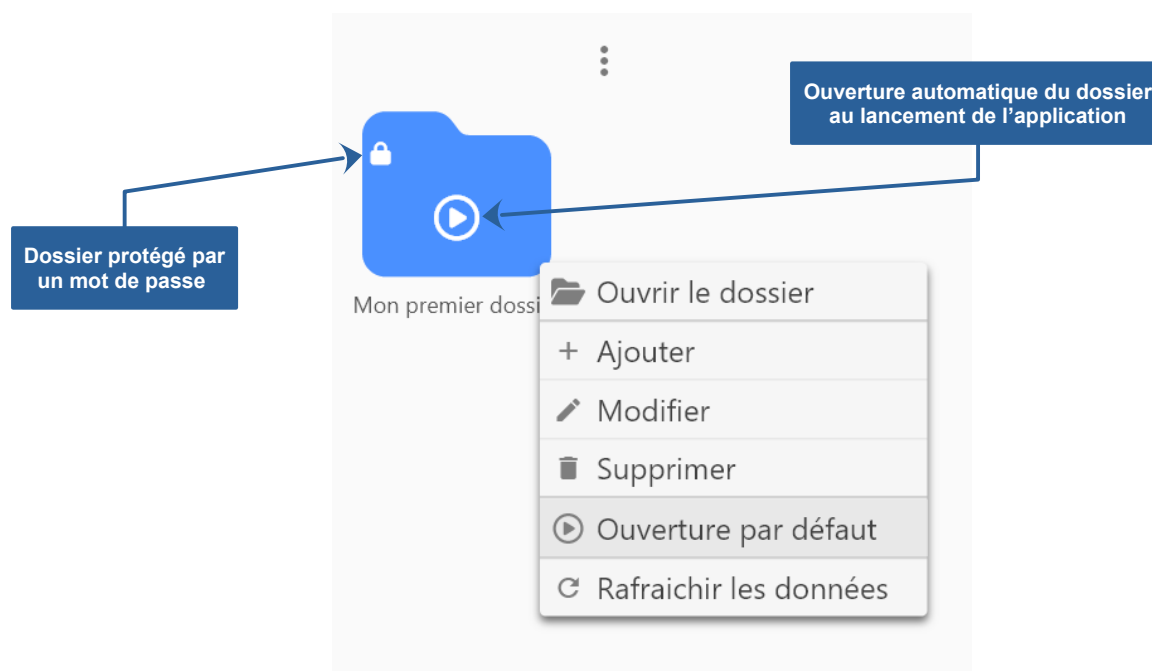 Ouverture automatique du dossier
au lancement de l’application
Dossier protégé par
un mot de passe
Mon premier dossi
Ouvrir le dossier
Ajouter
Modifier
Supprimer
Ouverture par défaut
Rafraichir les données